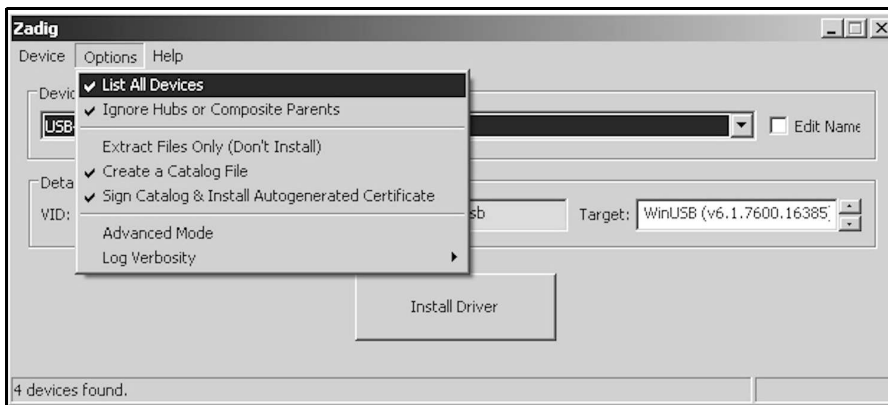 Zadig
Device Options Help
List All Devices
Ignore Hubs or Composite Parents
Edit Name
Extract Files Only (Don't Install)
Create a Catalog File
Sign Catalog & Install Autogenerated Certificate
VID:
Target: WinUSB (v6.1.7600.16385)
Advanced Mode
Log Verbosity
Install Driver
4 devices found.